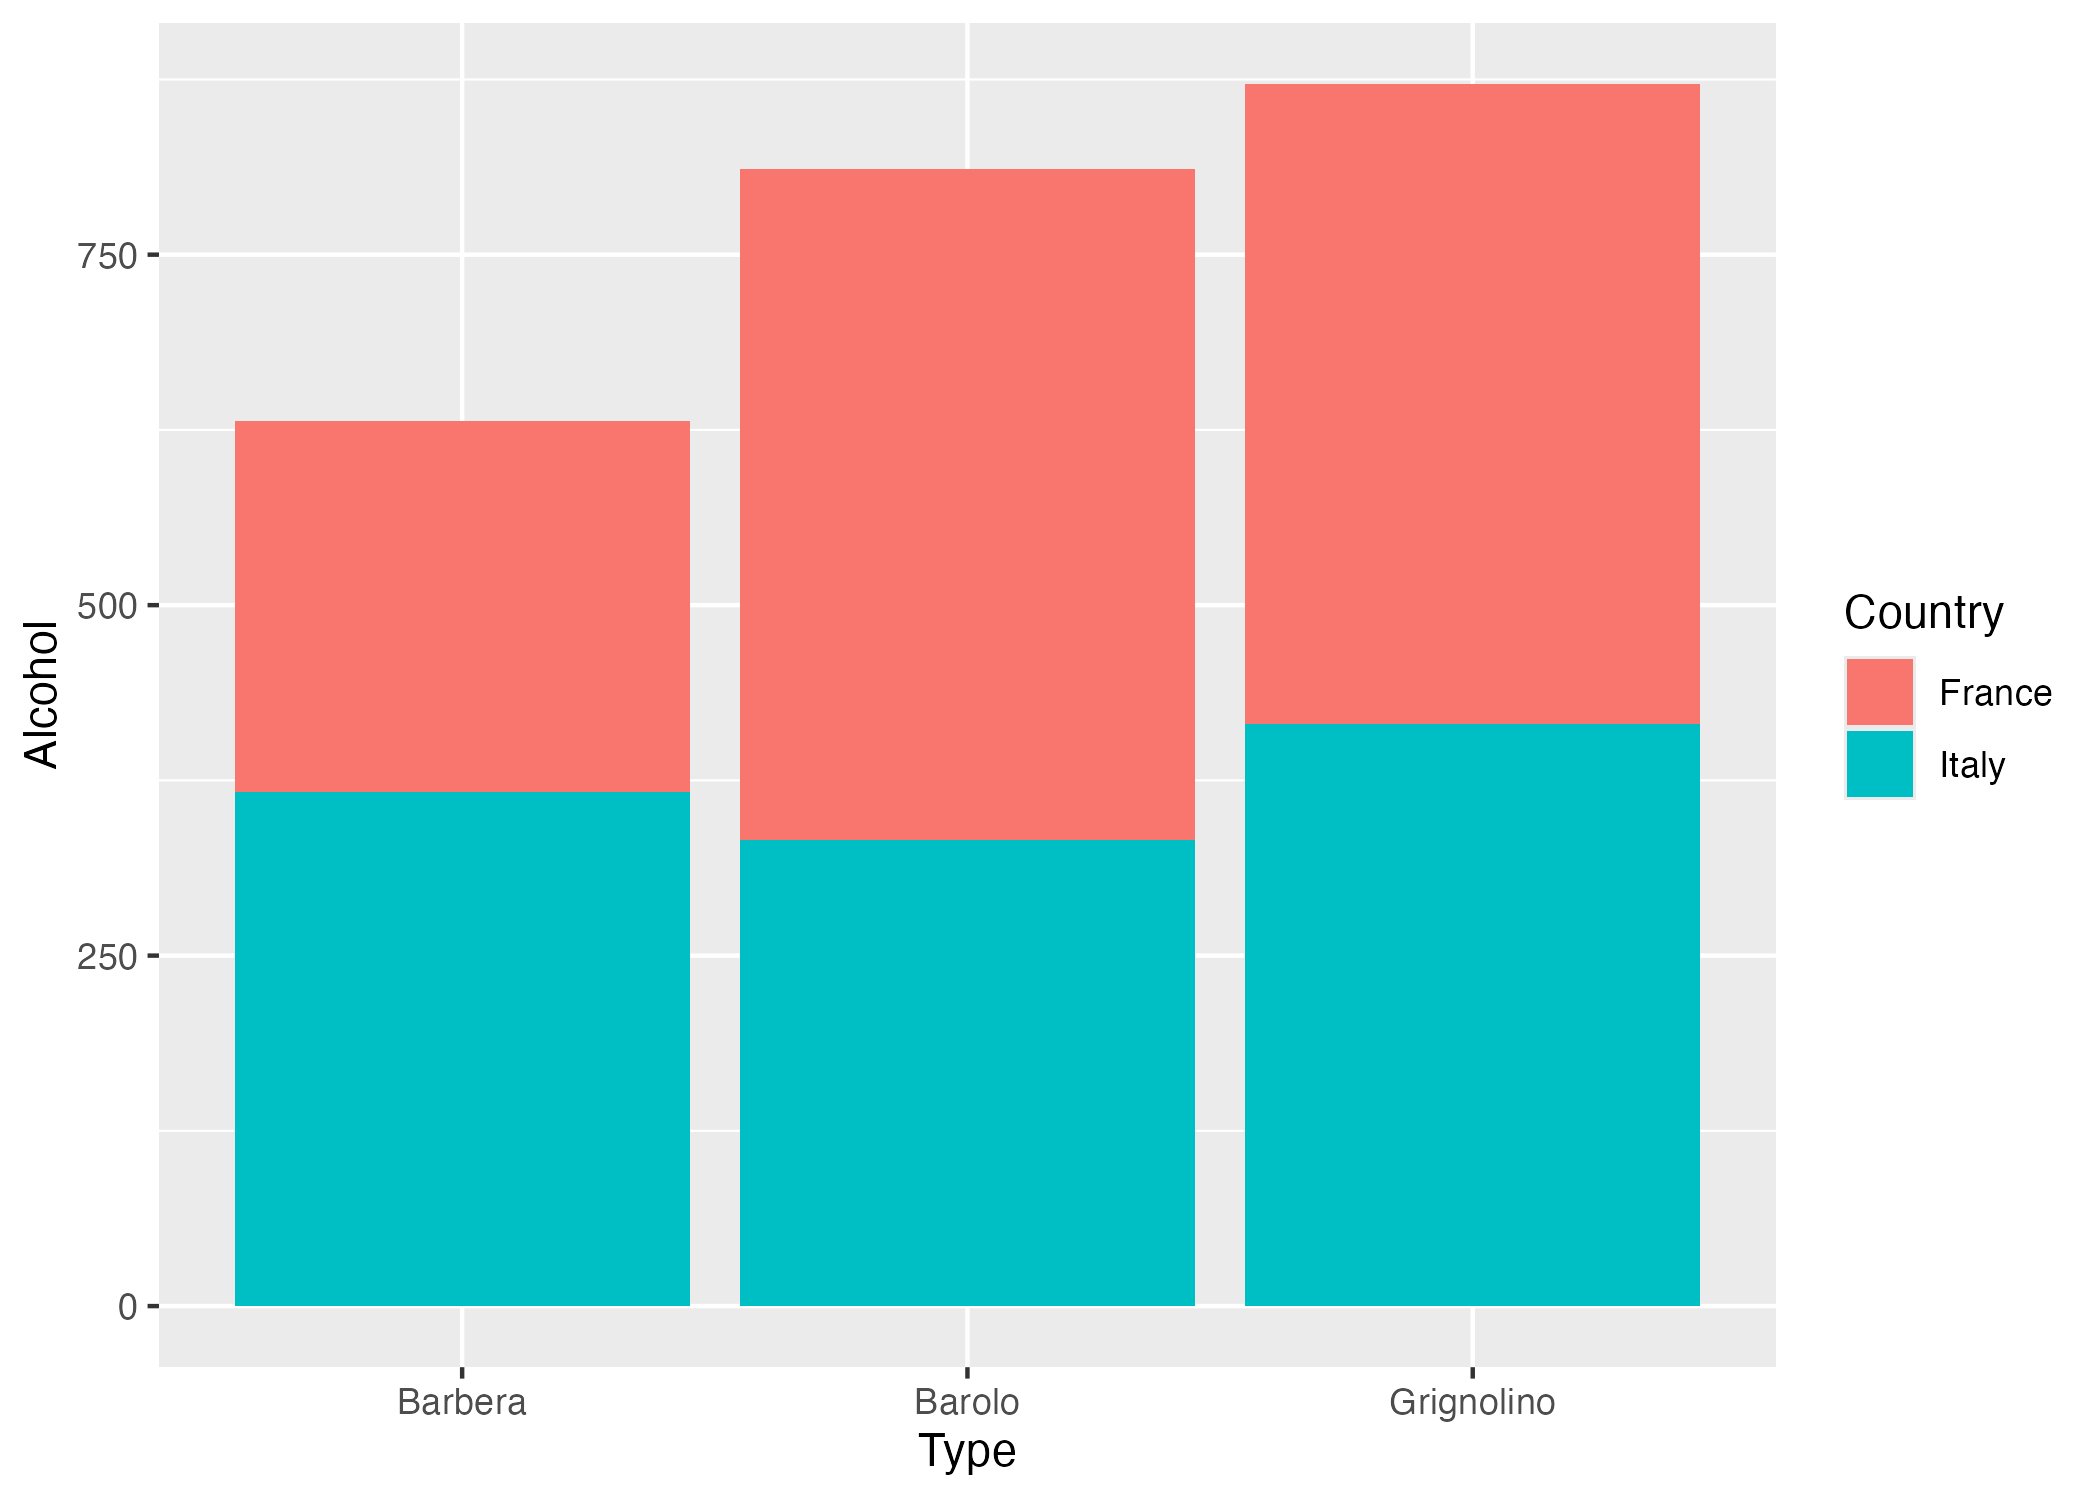 Alcohol
750
500
250
0
Barbera
Barolo
Grignolino
Type
Country
France
Italy